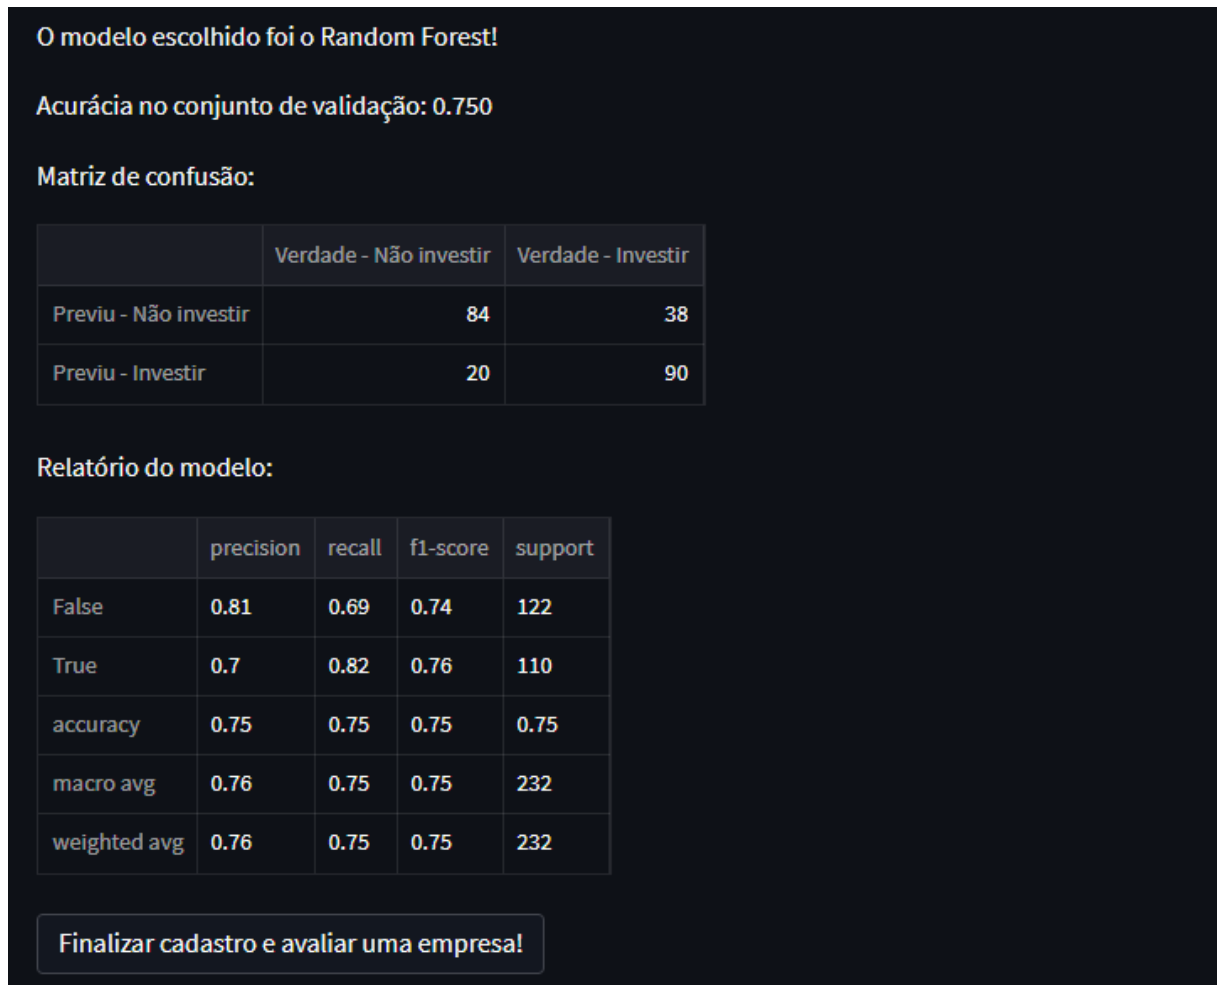 O modelo escolhido foi o Random Forest!
Acurácia no conjunto de validação: 0.750
Matriz de confusão:
Verdade - Não investir Verdade - Investir
Previu - Não investir 84 38
Previu - Investir 20 90
Relatório do modelo:
precision recall f1-score support
False 0.81 0.69 0.74 122
True 0.7 0.82 0.76 110
accuracy 0.75 0.75 0.75 0.75
macro avg 0.76 0.75 0.75 232
weighted avg 0.76 0.75 0.75 232
Finalizar cadastro e avaliar uma empresa!